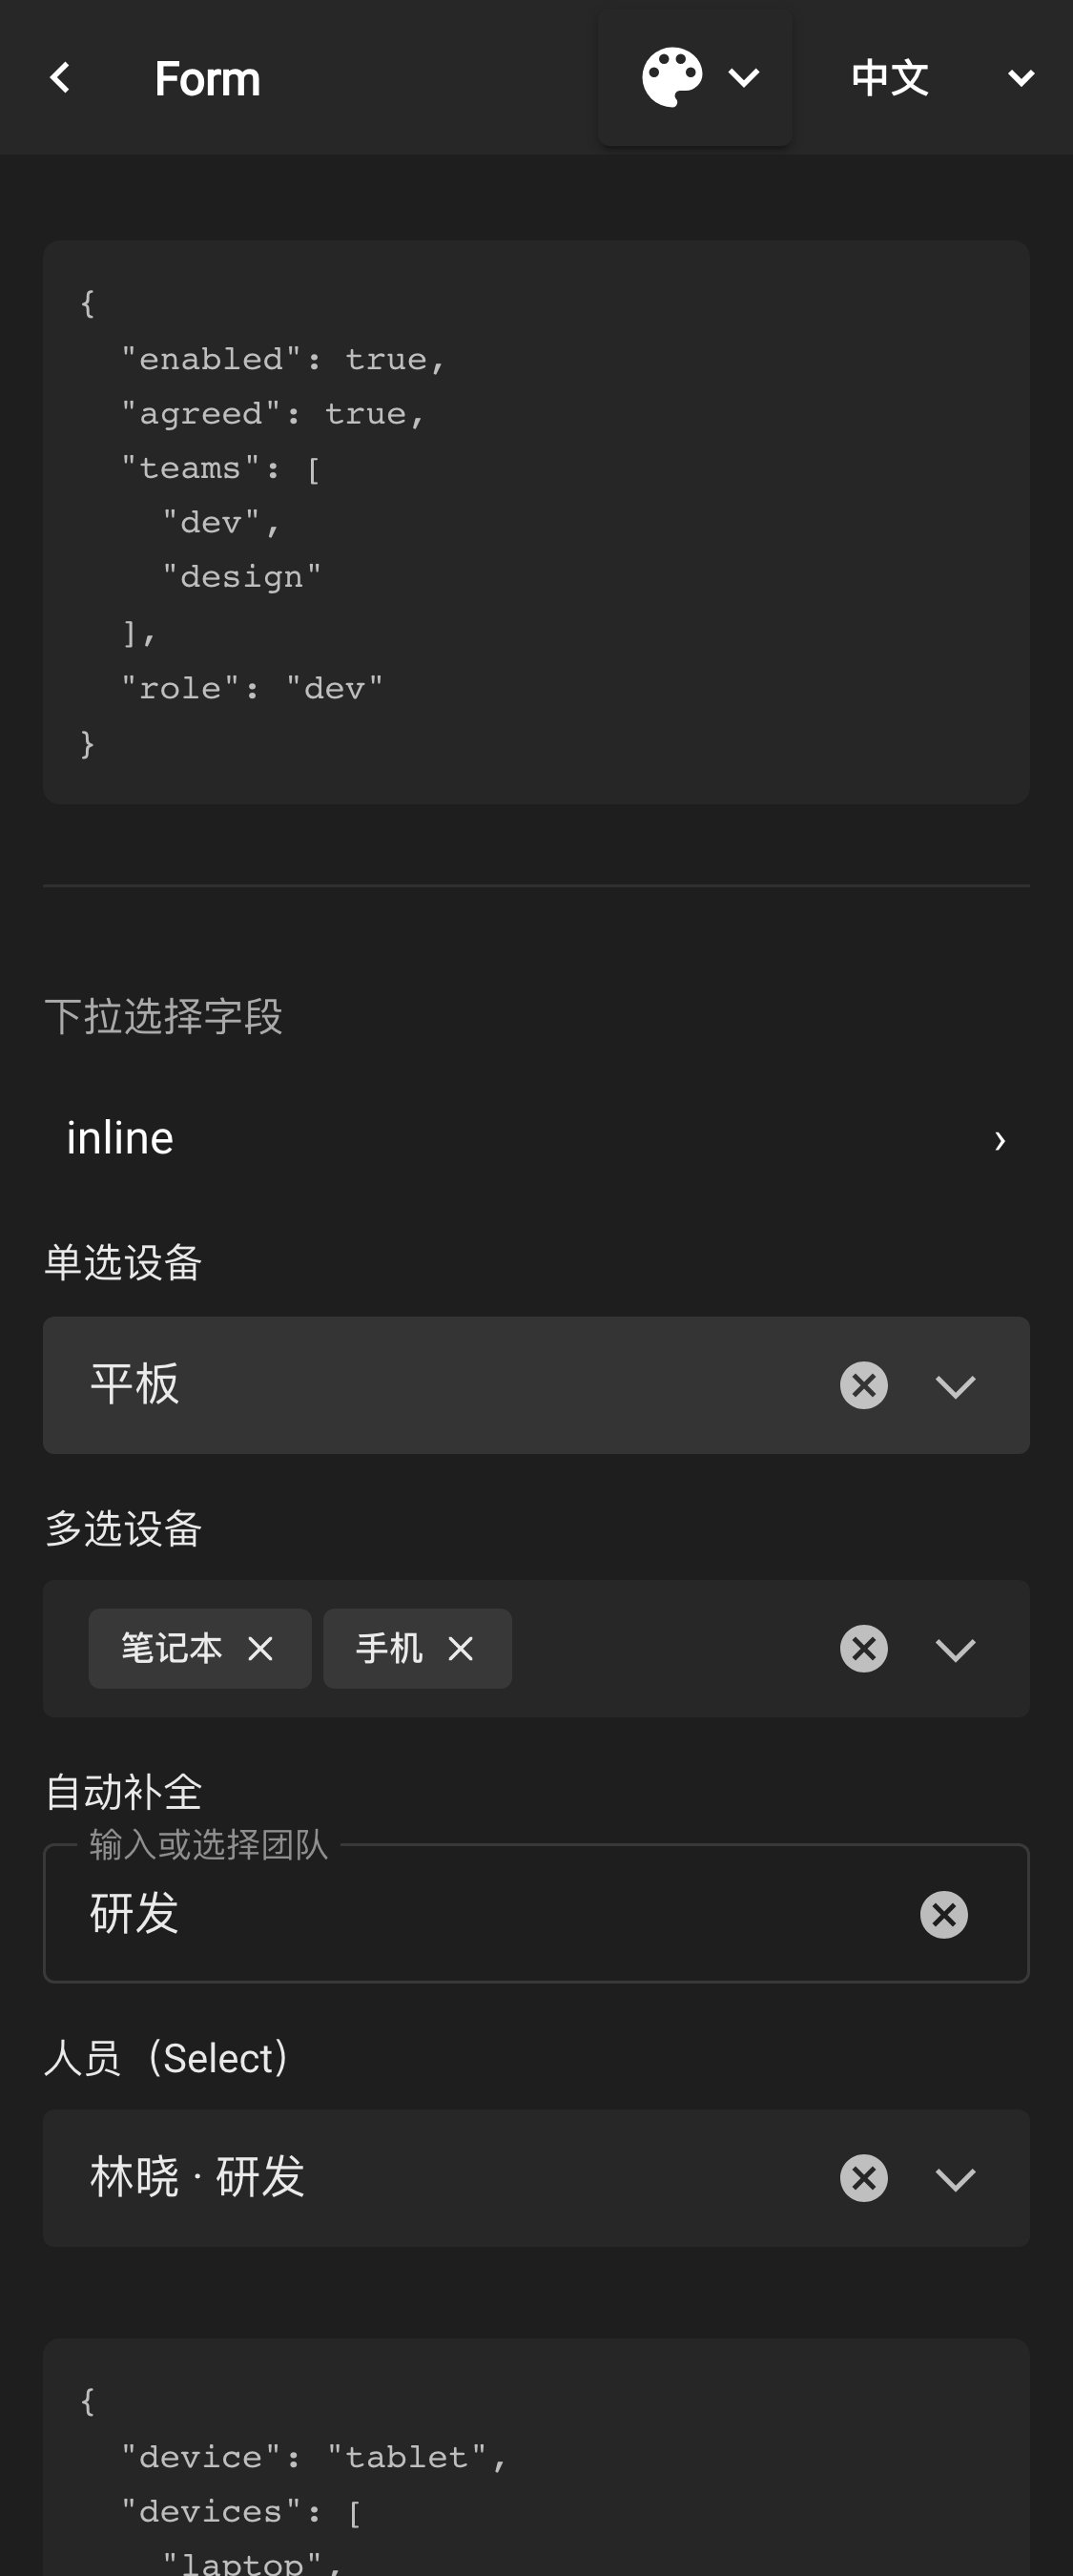 Form
中文
{
  "enabled": true,
  "agreed": true,
  "teams": [
    "dev",
    "design"
  ],
  "role": "dev"
}
下拉选择字段
inline
单选设备
平板
多选设备
笔记本 手机
自动补全
输入或选择团队
研发
人员（Select）
林晓 · 研发
{
  "device": "tablet",
  "devices": [
    "laptop",